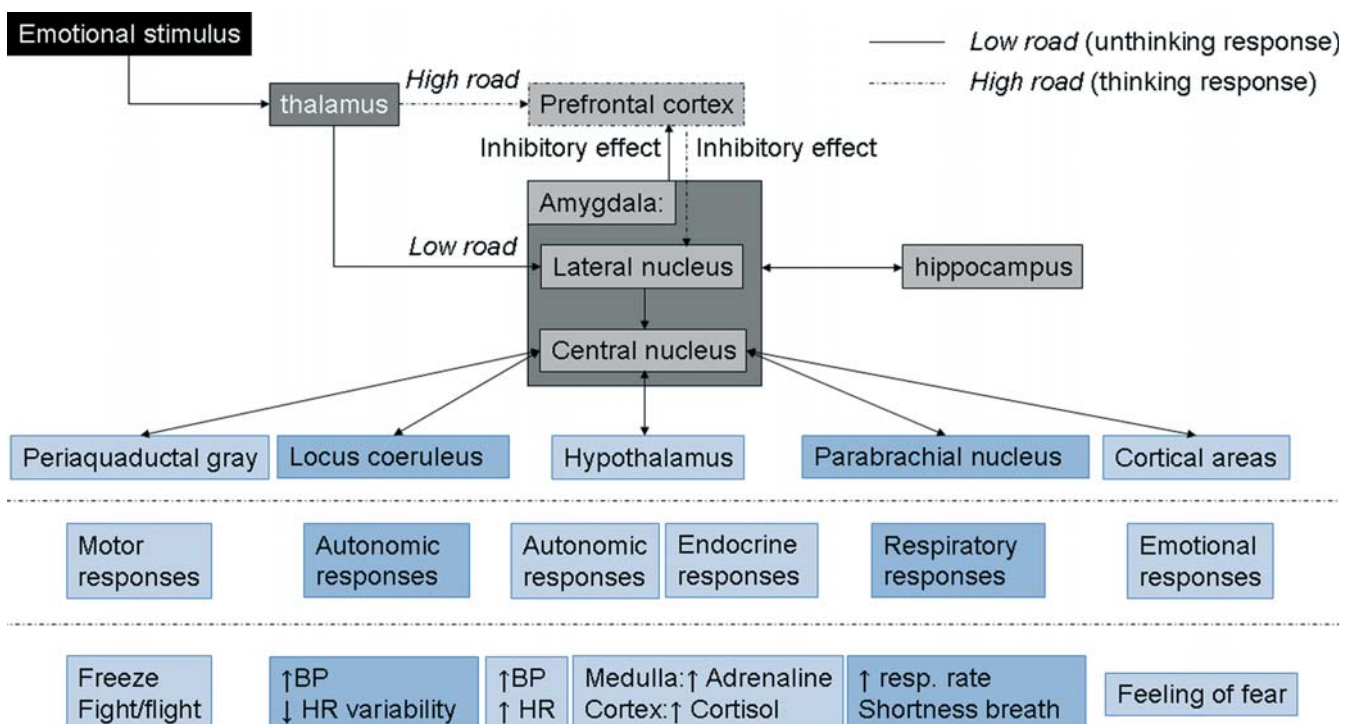 Emotional stimulus
Low road (unthinking response)
High road (thinking response)
High road
thalamus
Prefrontal cortex
Inhibitory effect
Inhibitory effect
Amygdala:
Low road
Lateral nucleus
hippocampus
Central nucleus
Periaquaductal gray
Locus coeruleus
Hypothalamus
Parabrachial nucleus
Cortical areas
Motor
responses
Autonomic
responses
Autonomic
responses
Endocrine
responses
Respiratory
responses
Emotional
responses
Freeze
Fight/flight
↑BP
↓ HR variability
↑BP
↑ HR
Medulla:↑ Adrenaline
Cortex:↑ Cortisol
↑ resp. rate
Shortness breath
Feeling of fear